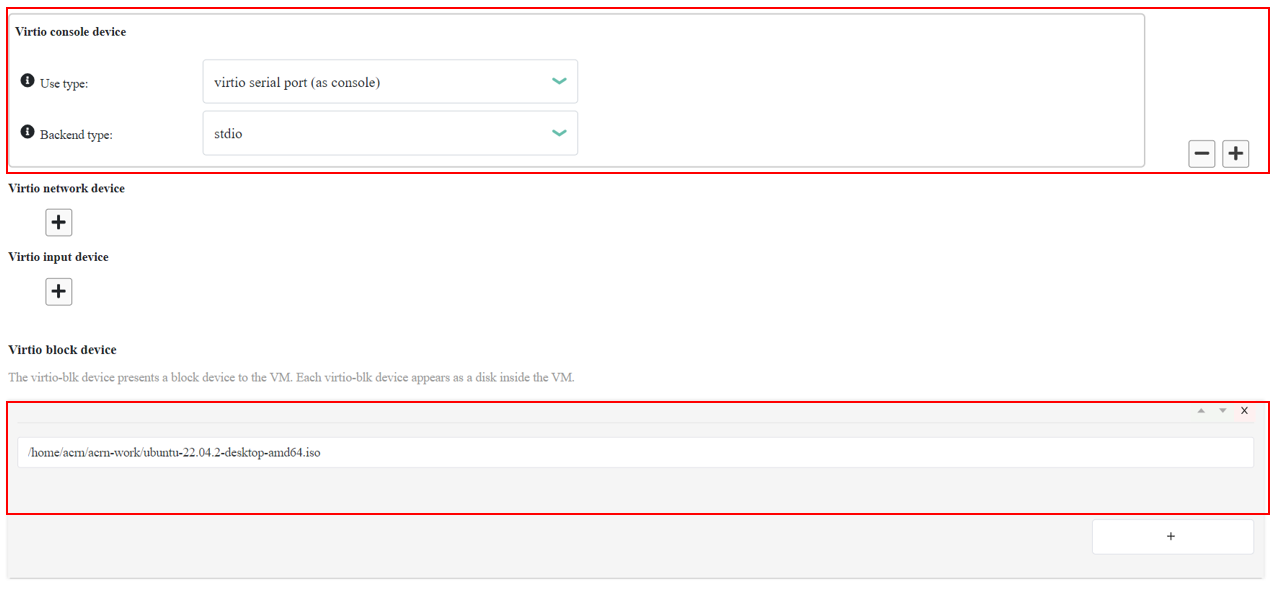 Virtio console device
Use type: virtio serial port (as console)
Backend type: stdio
Virtio network device
Virtio input device
Virtio block device
The virtio-blk device presents a block device to the VM. Each virtio-blk device appears as a disk inside the VM.
X
/home/acrn/acrn-work/ubuntu-22.04.2-desktop-amd64.iso
+